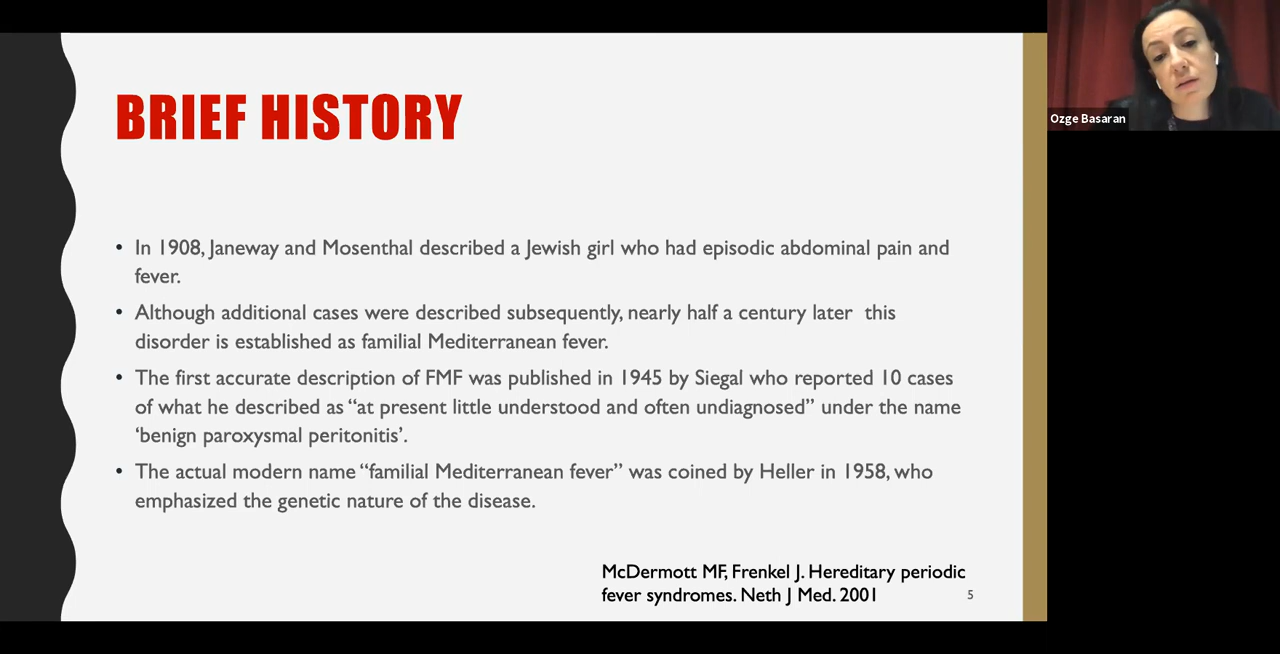 BRIEF HISTORY
• In 1908, Janeway and Mosenthal described a Jewish girl who had episodic abdominal pain and
fever.
• Although additional cases were described subsequently, nearly half a century later  this
disorder is established as familial Mediterranean fever.
• The first accurate description of FMF was published in 1945 by Siegal who reported 10 cases
of what he described as “at present little understood and often undiagnosed” under the name
‘benign paroxysmal peritonitis’.
• The actual modern name “familial Mediterranean fever” was coined by Heller in 1958, who
emphasized the genetic nature of the disease.
McDermott MF, Frenkel J. Hereditary periodic
fever syndromes. Neth J Med. 2001
5
Ozge Basaran